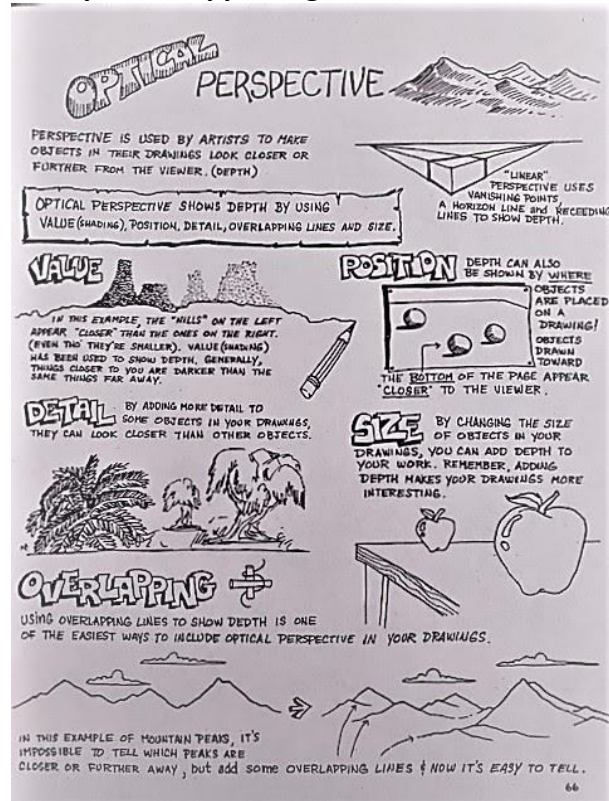 OPTICAL
PERSPECTIVE
PERSPECTIVE IS USED BY ARTISTS TO MAKE
OBJECTS IN THEIR DRAWINGS LOOK CLOSER OR
FURTHER FROM THE VIEWER. (DEPTH)
"LINEAR"
PERSPECTIVE USES
VANISHING POINTS
A HORIZON LINE and RECEEDING
LINES TO SHOW DEPTH.
OPTICAL PERSPECTIVE SHOWS DEPTH BY USING
VALUE (SHADING), POSITION, DETAIL, OVERLAPPING LINES AND SIZE.
VALUE
IN THIS EXAMPLE, THE "HILLS" ON THE LEFT
APPEAR "CLOSER" THAN THE ONES ON THE RIGHT.
(EVEN THO' THEY'RE SMALLER). VALUE (SHADING)
HAS BEEN USED TO SHOW DEPTH. GENERALLY,
THINGS CLOSER TO YOU ARE DARKER THAN THE
SAME THINGS FAR AWAY.
POSITION
DEPTH CAN ALSO
BE SHOWN BY WHERE
OBJECTS
ARE PLACED
ON A
DRAWING!
OBJECTS
DRAWN
TOWARD
THE BOTTOM OF THE PAGE APPEAR
"CLOSER" TO THE VIEWER.
DETAIL
BY ADDING MORE DETAIL TO
SOME OBJECTS IN YOUR DRAWINGS,
THEY CAN LOOK CLOSER THAN OTHER OBJECTS.
SIZE
BY CHANGING THE SIZE
OF OBJECTS IN YOUR
DRAWINGS, YOU CAN ADD DEPTH TO
YOUR WORK. REMEMBER, ADDING
DEPTH MAKES YOUR DRAWINGS MORE
INTERESTING.
OVERLAPPING
USING OVERLAPPING LINES TO SHOW DEPTH IS ONE
OF THE EASIEST WAYS TO INCLUDE OPTICAL PERSPECTIVE IN YOUR DRAWINGS.
IN THIS EXAMPLE OF MOUNTAIN PEAKS, IT'S
IMPOSSIBLE TO TELL WHICH PEAKS ARE
CLOSER OR FURTHER AWAY, but add some OVERLAPPING LINES & NOW IT'S EASY TO TELL.
66